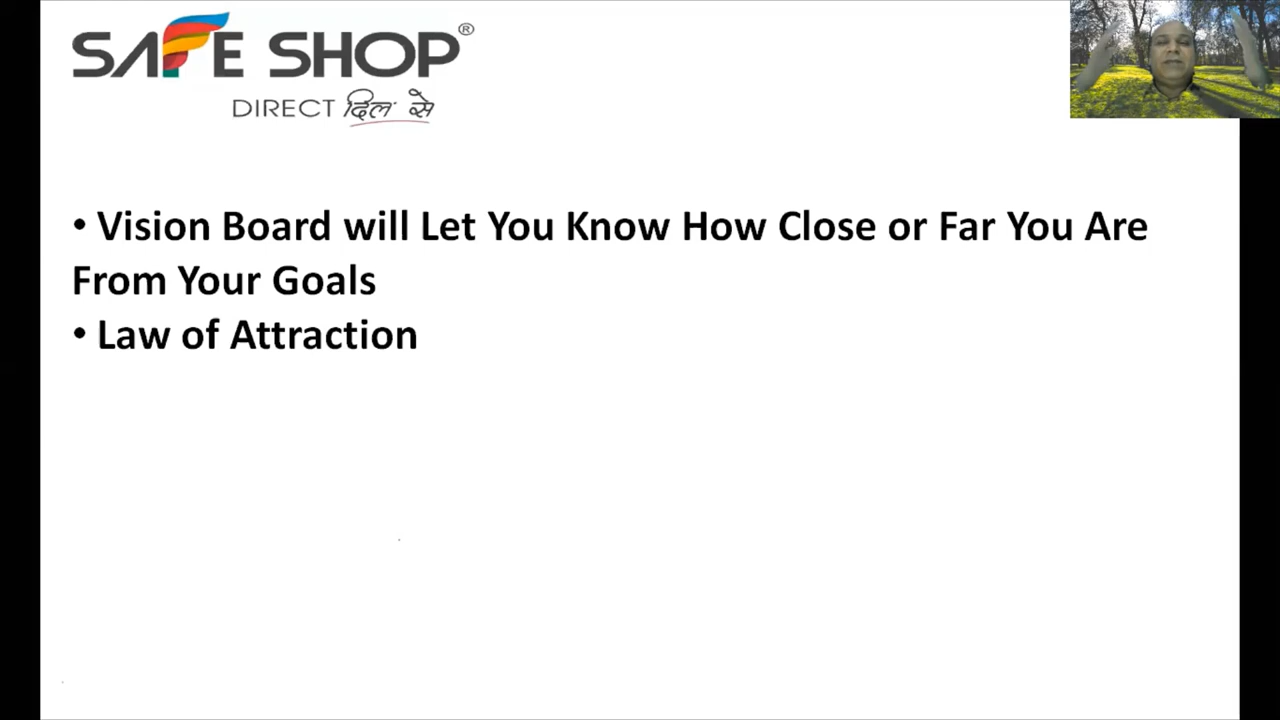 SAFE SHOP®
DIRECT दिल से
• Vision Board will Let You Know How Close or Far You Are
From Your Goals
• Law of Attraction